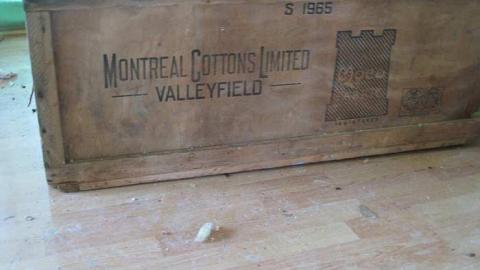 S 1965
MONTREAL COTTONS LIMITED
VALLEYFIELD